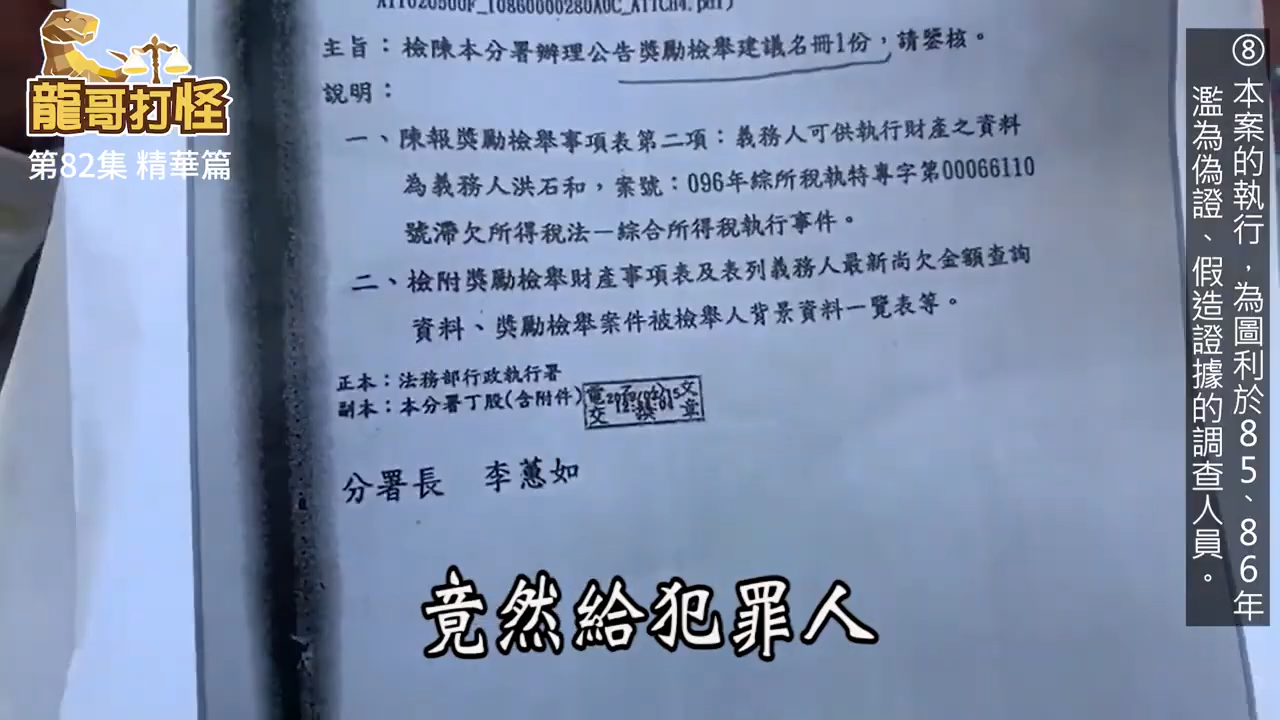 龍哥打怪
第82集 精華篇
ATT020500F_10860000280A0C_ATTCH4.pdf)
主旨：檢陳本分署辦理公告獎勵檢舉建議名冊1份，請鑒核。
說明：
一、陳報獎勵檢舉事項表第二項：義務人可供執行財產之資料
為義務人洪石和，案號：096年綜所稅執特專字第00066110
號滯欠所得稅法－綜合所得稅執行事件。
二、檢附獎勵檢舉財產事項表及表列義務人最新尚欠金額查詢
資料、獎勵檢舉案件被檢舉人背景資料一覽表等。
正本：法務部行政執行署
副本：本分署丁股(含附件)
分署長 李蕙如
竟然給犯罪人
⑧本案的執行，為圖利於85、86年
濫為偽證、假造證據的調查人員。